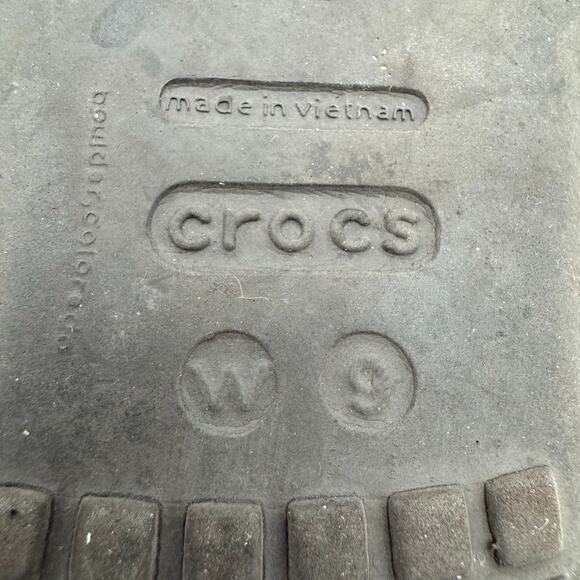 made in vietnam
crocs
W 9
boulder, colorado